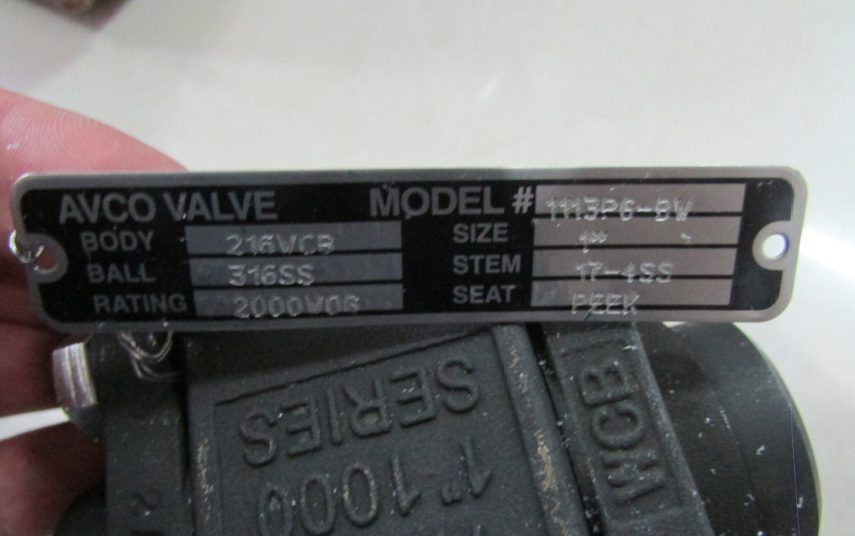 AVCO VALVE MODEL # 1113PG-BW
BODY 216WCB SIZE 1"
BALL 316SS STEM 17-4SS
RATING 2000WOG SEAT PEEK
SERIES
1" 1000
WCB